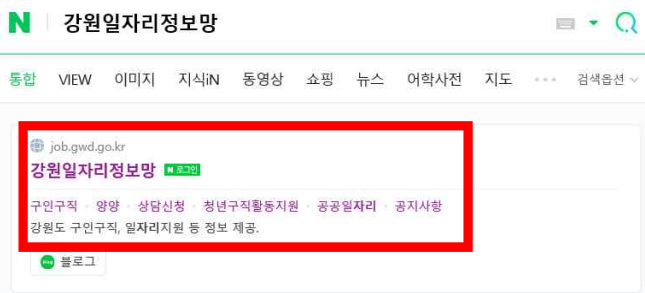 N 강원일자리정보망
통합 VIEW 이미지 지식iN 동영상 쇼핑 뉴스 어학사전 지도 ··· 검색옵션
job.gwd.go.kr
강원일자리정보망 N 로그인
구인구직 · 양양 · 상담신청 · 청년구직활동지원 · 공공일자리 · 공지사항
강원도 구인구직, 일자리지원 등 정보 제공.
blog 블로그